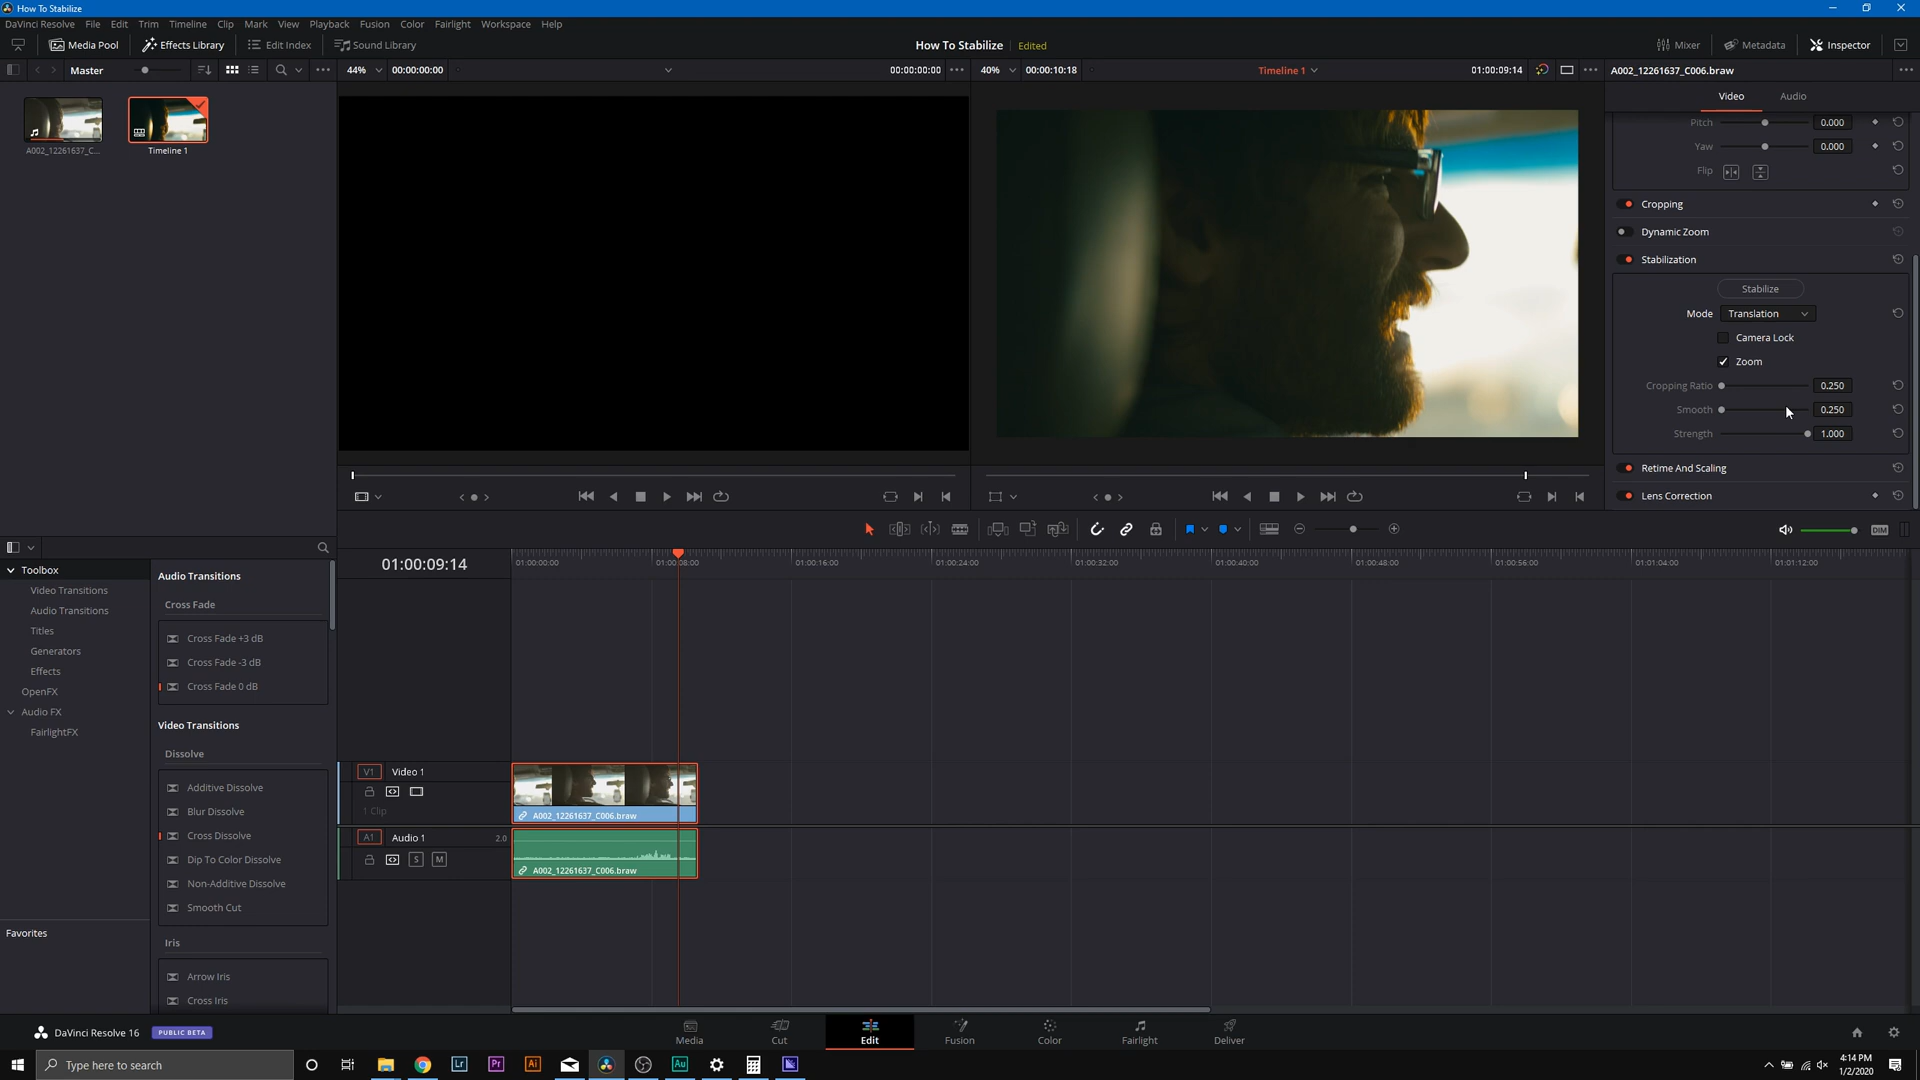 How To Stabilize
DaVinci Resolve File Edit Trim Timeline Clip Mark View Playback Fusion Color Fairlight Workspace Help
Media Pool Effects Library Edit Index Sound Library How To Stabilize Edited Mixer Metadata Inspector
Master 44% 00:00:00:00 00:00:00:00 40% 00:00:10:18 Timeline 1 01:00:09:14 A002_12261637_C006.braw
Video Audio
A002_12261637_C... Timeline 1
Pitch 0.000
Yaw 0.000
Flip
Cropping
Dynamic Zoom
Stabilization
Stabilize
Mode Translation
Camera Lock
Zoom
Cropping Ratio 0.250
Smooth 0.250
Strength 1.000
Retime And Scaling
Lens Correction
DIM
Toolbox
Video Transitions
Audio Transitions
Titles
Generators
Effects
OpenFX
Audio FX
FairlightFX
Favorites
Audio Transitions
Cross Fade
Cross Fade +3 dB
Cross Fade -3 dB
Cross Fade 0 dB
Video Transitions
Dissolve
Additive Dissolve
Blur Dissolve
Cross Dissolve
Dip To Color Dissolve
Non-Additive Dissolve
Smooth Cut
Iris
Arrow Iris
Cross Iris
01:00:09:14 01:00:00:00 01:00:08:00 01:00:16:00 01:00:24:00 01:00:32:00 01:00:40:00 01:00:48:00 01:00:56:00 01:01:04:00 01:01:12:00
V1 Video 1
1 Clip
A002_12261637_C006.braw
A1 Audio 1 2.0
S M
A002_12261637_C006.braw
DaVinci Resolve 16 PUBLIC BETA
Media Cut Edit Fusion Color Fairlight Deliver
Type here to search Lr Pr Ai Au
4:14 PM
1/2/2020